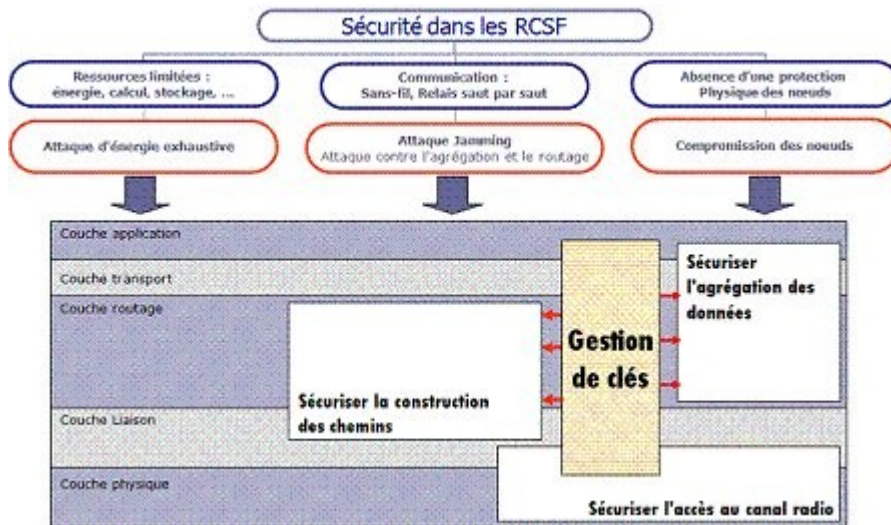 Sécurité dans les RCSF
Ressources limitées :
énergie, calcul, stockage, ...
Communication :
Sans-fil, Relais saut par saut
Absence d'une protection
Physique des nœuds
Attaque d'énergie exhaustive
Attaque Jamming
Attaque contre l'agrégation et le routage
Compromission des noeuds
Couche application
Couche transport
Couche routage
Couche Liaison
Couche physique
Sécuriser la construction
des chemins
Gestion
de clés
Sécuriser
l'agrégation des
données
Sécuriser l'accès au canal radio